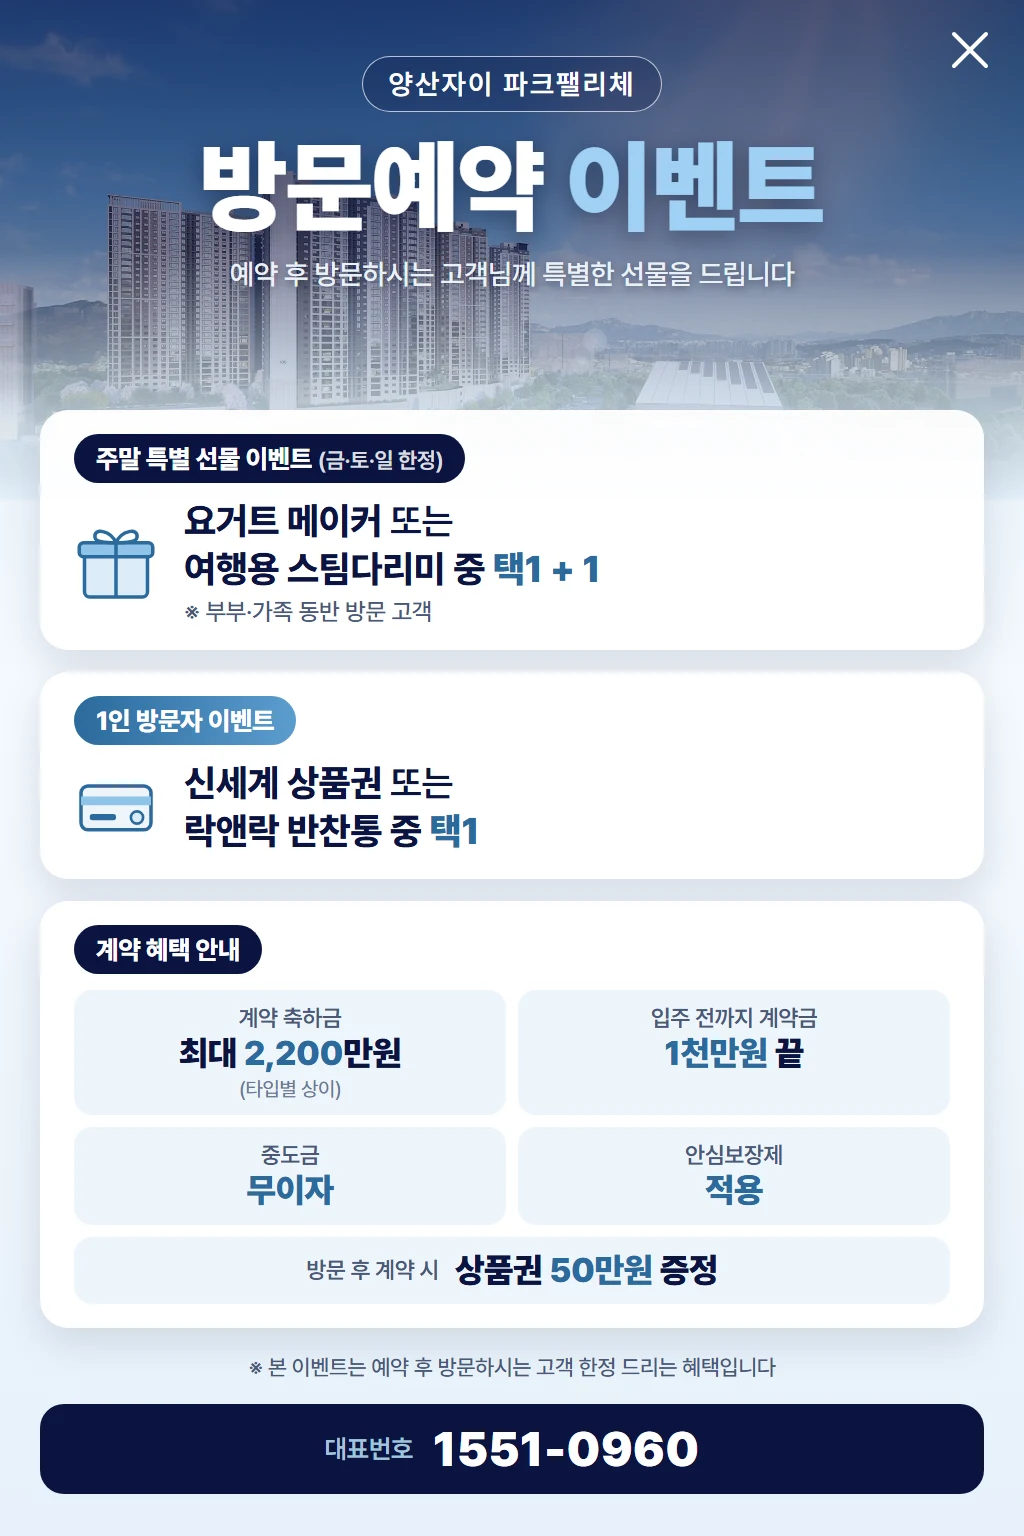 양산자이 파크팰리체
방문예약 이벤트
예약 후 방문하시는 고객님께 특별한 선물을 드립니다
주말 특별 선물 이벤트 (금·토·일 한정)
요거트 메이커 또는
여행용 스팀다리미 중 택1 + 1
※ 부부·가족 동반 방문 고객
1인 방문자 이벤트
신세계 상품권 또는
락앤락 반찬통 중 택1
계약 혜택 안내
계약 축하금
최대 2,200만원
(타입별 상이)
입주 전까지 계약금
1천만원 끝
중도금
무이자
안심보장제
적용
방문 후 계약 시 상품권 50만원 증정
※ 본 이벤트는 예약 후 방문하시는 고객 한정 드리는 혜택입니다
대표번호 1551-0960